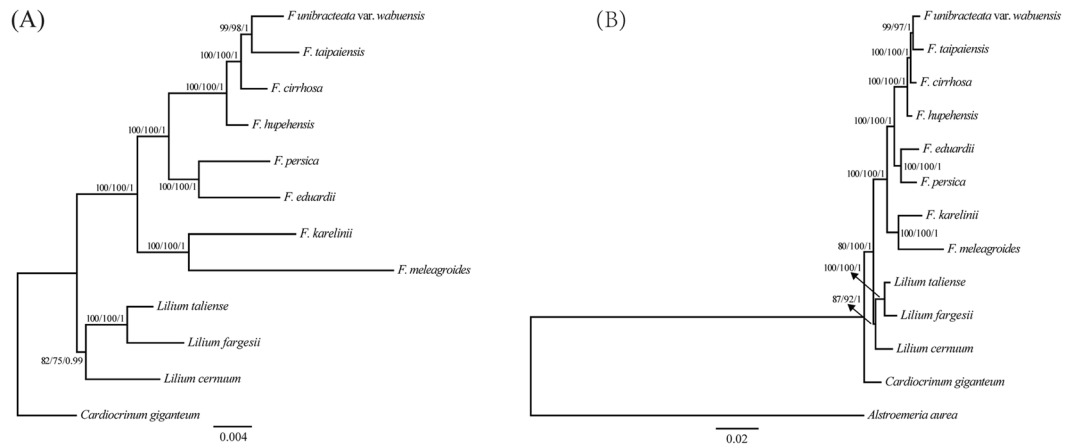 (A)
F unibracteata var. wabuensis
99/98/1
F. taipaiensis
100/100/1
F. cirrhosa
100/100/1
F. hupehensis
100/100/1
F. persica
100/100/1
F. eduardii
100/100/1
F. karelinii
100/100/1
F. meleagroides
Lilium taliense
100/100/1
Lilium fargesii
82/75/0.99
Lilium cernuum
Cardiocrinum giganteum
0.004
(B)
F unibracteata var. wabuensis
99/97/1
F. taipaiensis
100/100/1
F. cirrhosa
100/100/1
F. hupehensis
100/100/1
F. eduardii
100/100/1
F. persica
100/100/1
F. karelinii
100/100/1
F. meleagroides
80/100/1
100/100/1
Lilium taliense
87/92/1
Lilium fargesii
Lilium cernuum
Cardiocrinum giganteum
Alstroemeria aurea
0.02